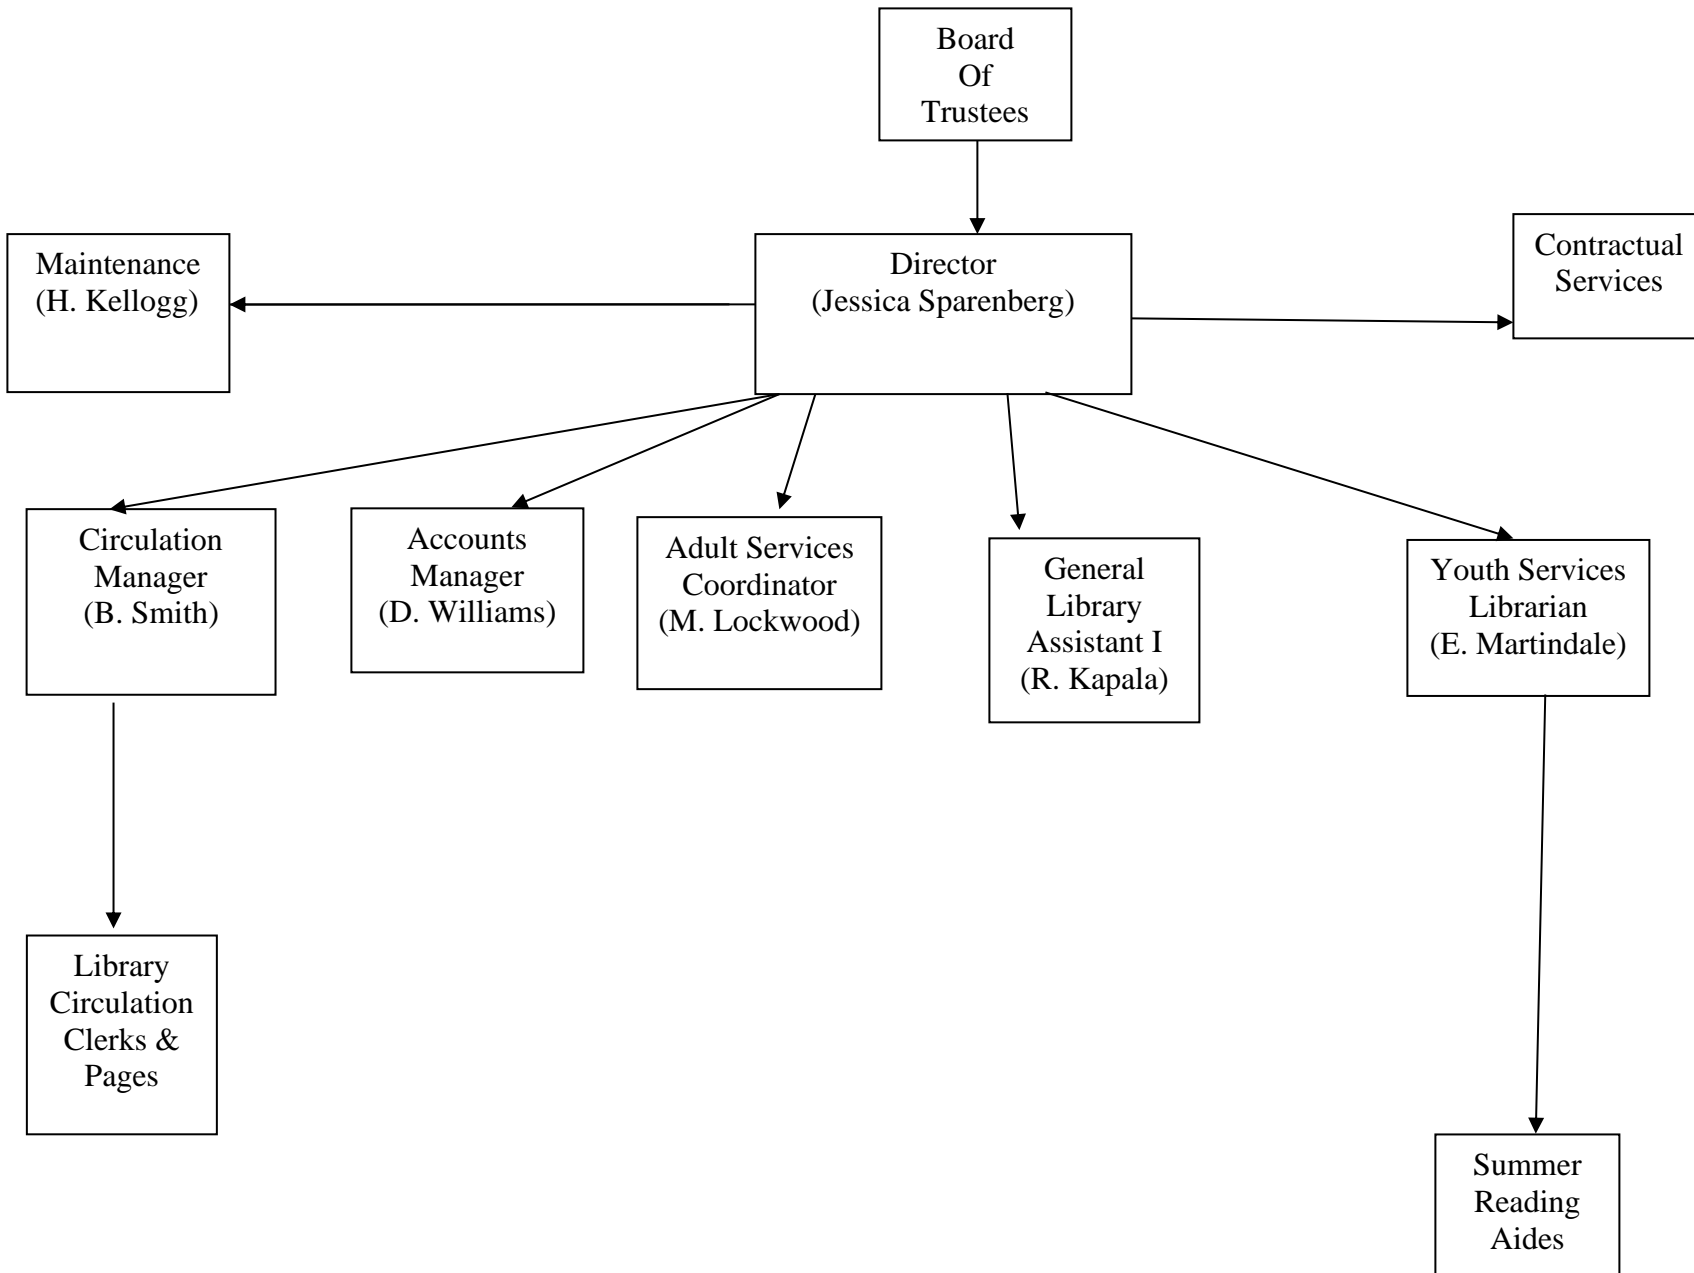 Board
Of
Trustees
Maintenance
(H. Kellogg)
Director
(Jessica Sparenberg)
Contractual
Services
Circulation
Manager
(B. Smith)
Accounts
Manager
(D. Williams)
Adult Services
Coordinator
(M. Lockwood)
General
Library
Assistant I
(R. Kapala)
Youth Services
Librarian
(E. Martindale)
Library
Circulation
Clerks &
Pages
Summer
Reading
Aides